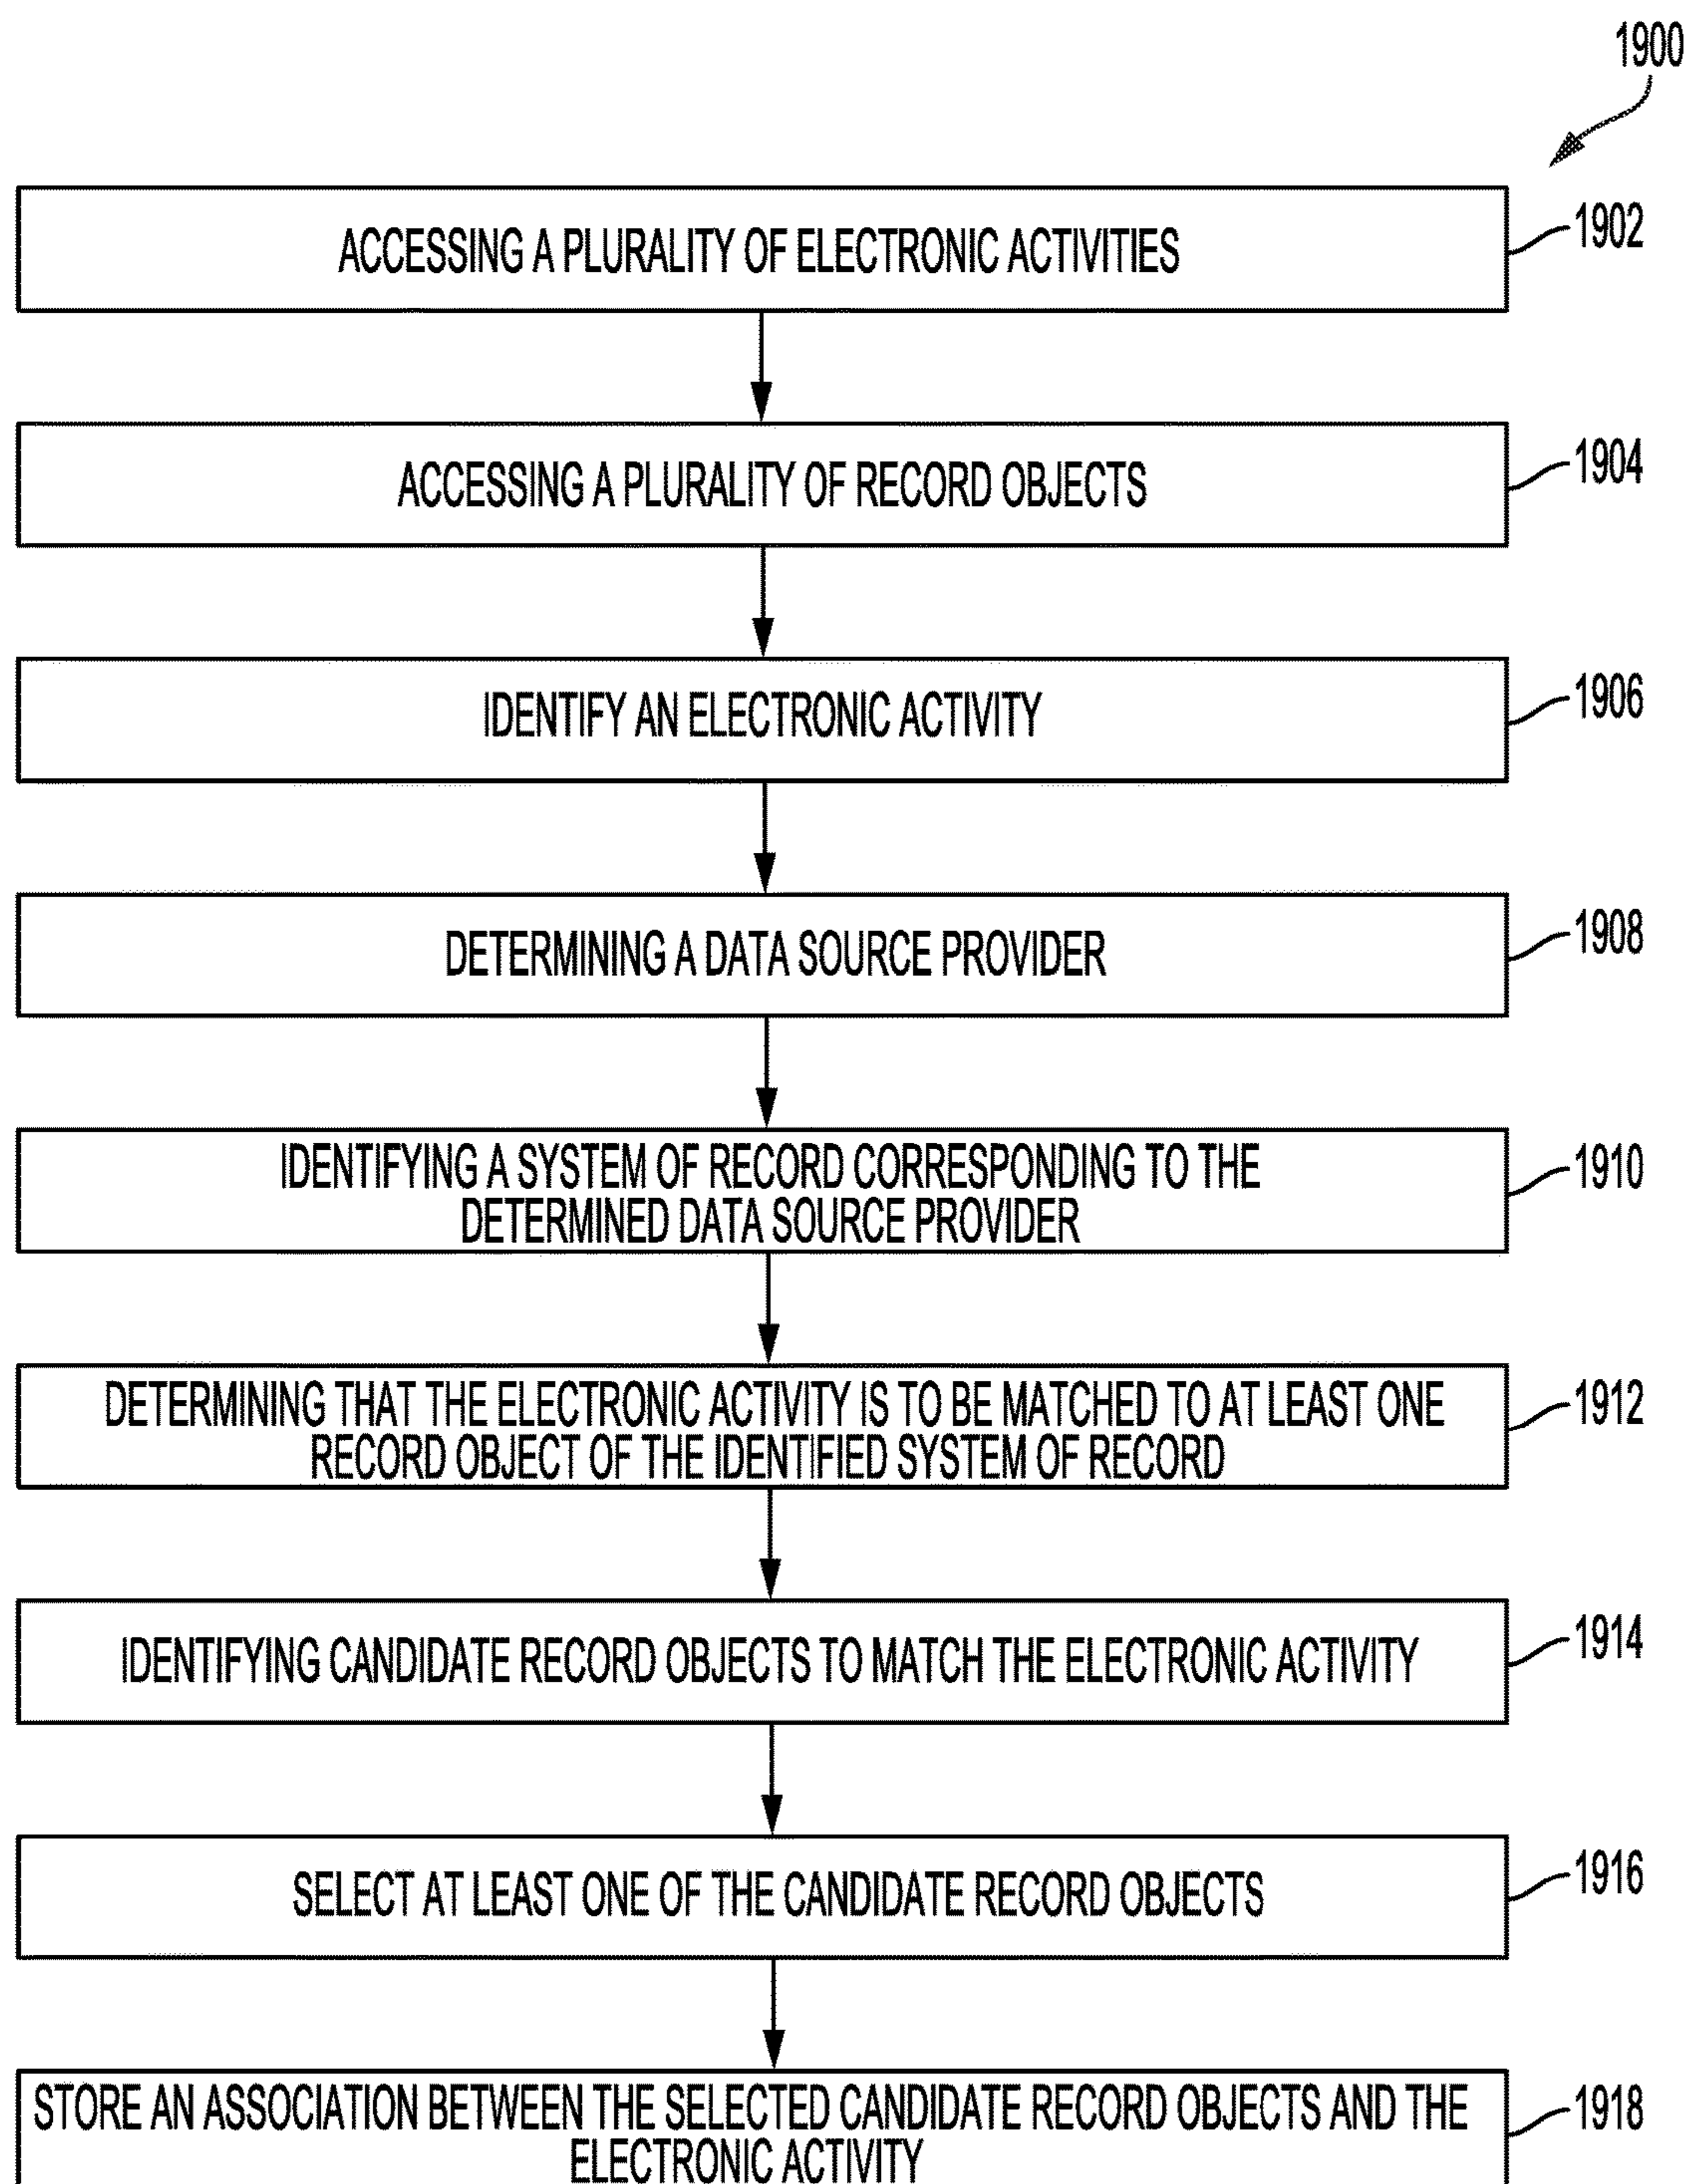 1900
ACCESSING A PLURALITY OF ELECTRONIC ACTIVITIES
1902
ACCESSING A PLURALITY OF RECORD OBJECTS
1904
IDENTIFY AN ELECTRONIC ACTIVITY
1906
DETERMINING A DATA SOURCE PROVIDER
1908
IDENTIFYING A SYSTEM OF RECORD CORRESPONDING TO THE
DETERMINED DATA SOURCE PROVIDER
1910
DETERMINING THAT THE ELECTRONIC ACTIVITY IS TO BE MATCHED TO AT LEAST ONE
RECORD OBJECT OF THE IDENTIFIED SYSTEM OF RECORD
1912
IDENTIFYING CANDIDATE RECORD OBJECTS TO MATCH THE ELECTRONIC ACTIVITY
1914
SELECT AT LEAST ONE OF THE CANDIDATE RECORD OBJECTS
1916
STORE AN ASSOCIATION BETWEEN THE SELECTED CANDIDATE RECORD OBJECTS AND THE
ELECTRONIC ACTIVITY
1918